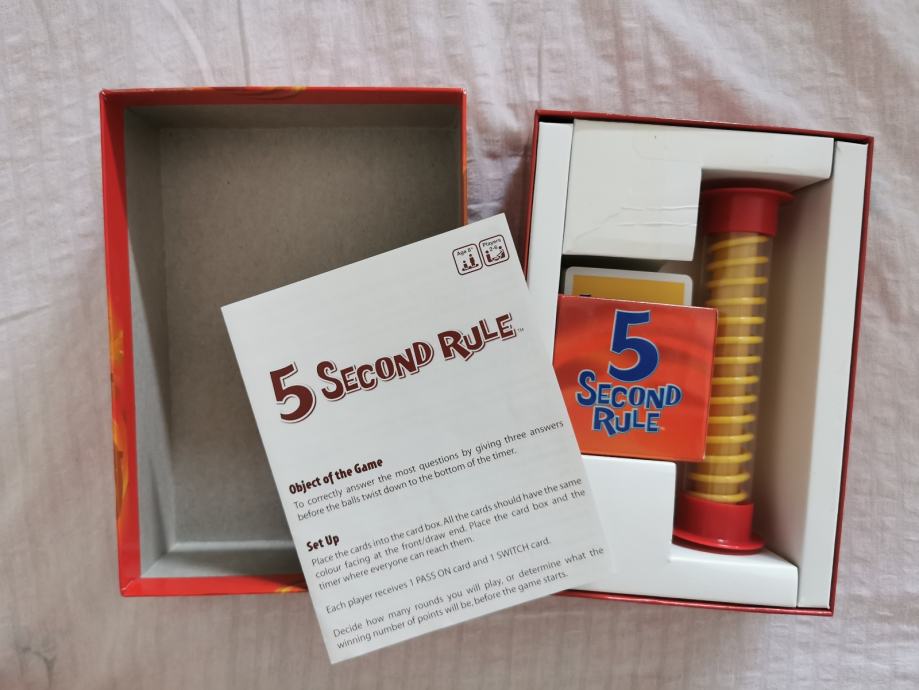 Age 8+
Players
2-6
5 SECOND RULE™
Object of the Game
To correctly answer the most questions by giving three answers
before the balls twist down to the bottom of the timer.
Set Up
Place the cards into the card box. All the cards should have the same
colour facing at the front/draw end. Place the card box and the
timer where everyone can reach them.
Each player receives 1 PASS ON card and 1 SWITCH card.
Decide how many rounds you will play, or determine what the
winning number of points will be, before the game starts.
5
SECOND
RULE